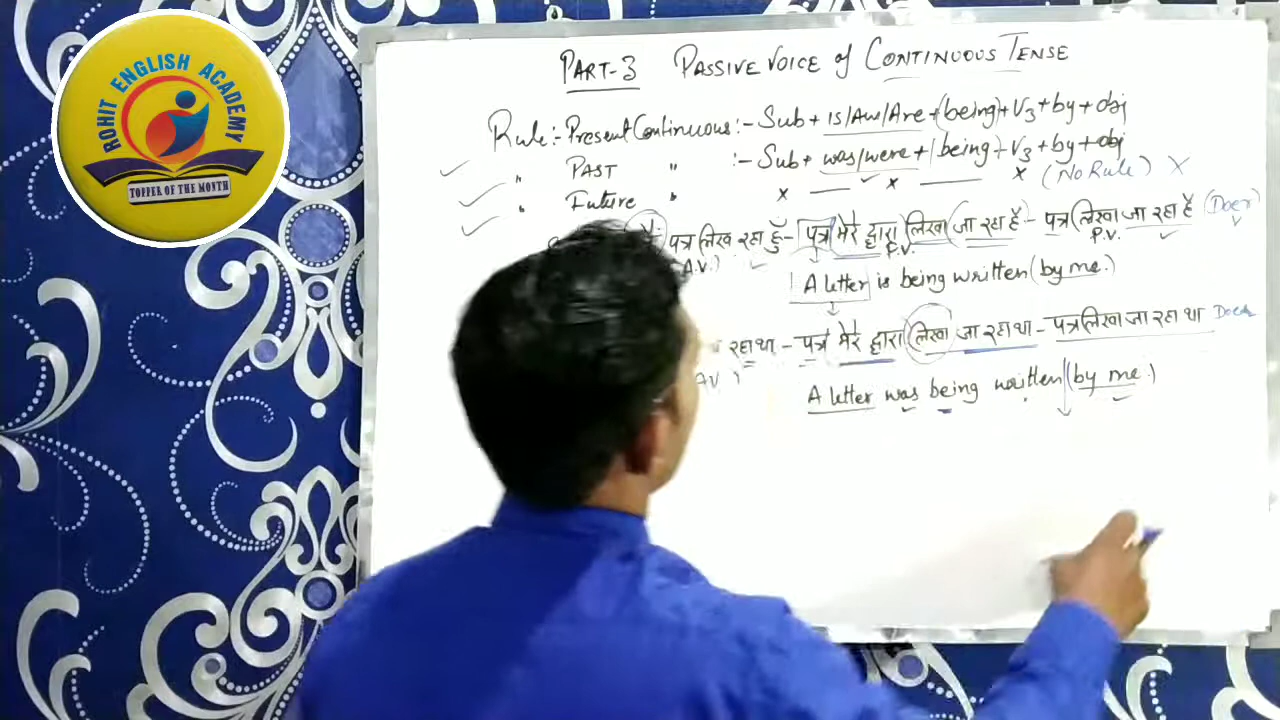 ROHIT ENGLISH ACADEMY
TOPPER OF THE MONTH
PART-3 PASSIVE VOICE of CONTINUOUS TENSE
Rule:- Present Continuous:- Sub + is/Am/Are + (being) + V3 + by + obj
" PAST " :- Sub + was/were + (being) + V3 + by + obj
" Future " x — x — x (No Rule) X
पत्र लिख रहा हूँ - पत्र मेरे द्वारा लिखा जा रहा है - पत्र लिखा जा रहा है (Doer)
A.V.) P.V. P.V.
A letter is being written (by me.)
रहा था - पत्र मेरे द्वारा लिखा जा रहा था - पत्र लिखा जा रहा था Doer
AV )
A letter was being written (by me.)